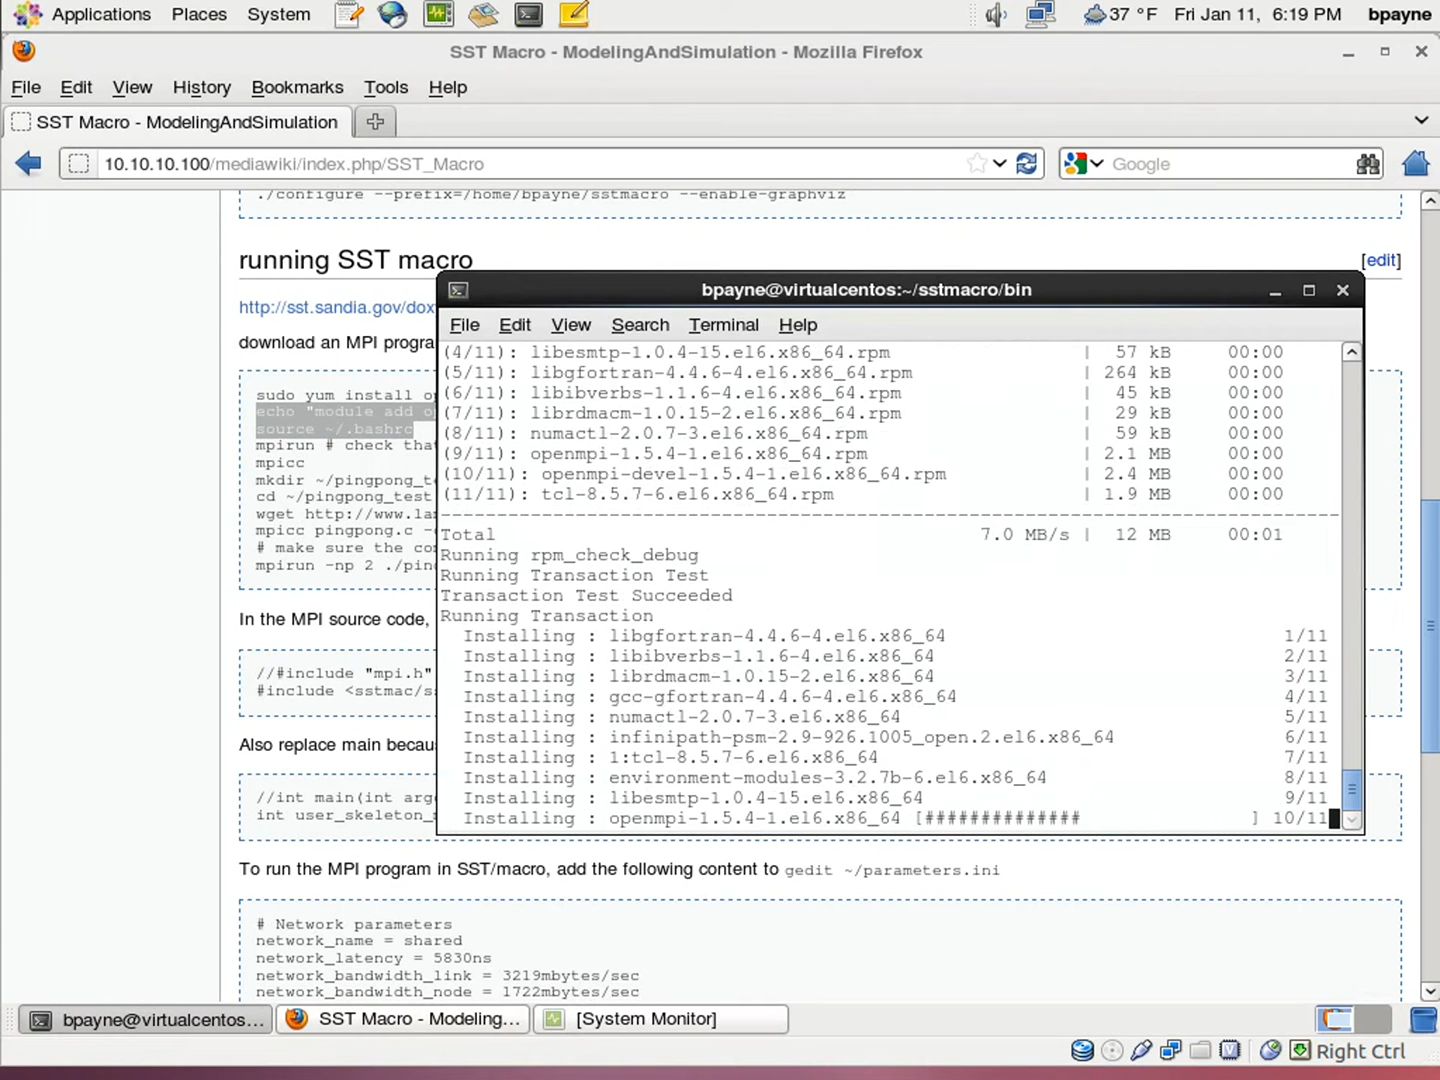 Applications Places System 37 °F Fri Jan 11, 6:19 PM bpayne
SST Macro - ModelingAndSimulation - Mozilla Firefox
File Edit View History Bookmarks Tools Help
SST Macro - ModelingAndSimulation
10.10.10.100/mediawiki/index.php/SST_Macro Google
./configure --prefix=/home/bpayne/sstmacro --enable-graphviz
running SST macro [edit]
http://sst.sandia.gov/dox
download an MPI progra
sudo yum install o
echo "module add o
source ~/.bashrc
mpirun # check tha
mpicc
mkdir ~/pingpong_te
cd ~/pingpong_test
wget http://www.la
mpicc pingpong.c -
# make sure the co
mpirun -np 2 ./pin
In the MPI source code,
//#include "mpi.h"
#include <sstmac/s
Also replace main becau
//int main(int arg
int user_skeleton_
bpayne@virtualcentos:~/sstmacro/bin
File Edit View Search Terminal Help
(4/11): libesmtp-1.0.4-15.el6.x86_64.rpm | 57 kB 00:00
(5/11): libgfortran-4.4.6-4.el6.x86_64.rpm | 264 kB 00:00
(6/11): libibverbs-1.1.6-4.el6.x86_64.rpm | 45 kB 00:00
(7/11): librdmacm-1.0.15-2.el6.x86_64.rpm | 29 kB 00:00
(8/11): numactl-2.0.7-3.el6.x86_64.rpm | 59 kB 00:00
(9/11): openmpi-1.5.4-1.el6.x86_64.rpm | 2.1 MB 00:00
(10/11): openmpi-devel-1.5.4-1.el6.x86_64.rpm | 2.4 MB 00:00
(11/11): tcl-8.5.7-6.el6.x86_64.rpm | 1.9 MB 00:00
--------------------------------------------------------------------------------
Total 7.0 MB/s | 12 MB 00:01
Running rpm_check_debug
Running Transaction Test
Transaction Test Succeeded
Running Transaction
Installing : libgfortran-4.4.6-4.el6.x86_64 1/11
Installing : libibverbs-1.1.6-4.el6.x86_64 2/11
Installing : librdmacm-1.0.15-2.el6.x86_64 3/11
Installing : gcc-gfortran-4.4.6-4.el6.x86_64 4/11
Installing : numactl-2.0.7-3.el6.x86_64 5/11
Installing : infinipath-psm-2.9-926.1005_open.2.el6.x86_64 6/11
Installing : 1:tcl-8.5.7-6.el6.x86_64 7/11
Installing : environment-modules-3.2.7b-6.el6.x86_64 8/11
Installing : libesmtp-1.0.4-15.el6.x86_64 9/11
Installing : openmpi-1.5.4-1.el6.x86_64 [############## ] 10/11
To run the MPI program in SST/macro, add the following content to gedit ~/parameters.ini
# Network parameters
network_name = shared
network_latency = 5830ns
network_bandwidth_link = 3219mbytes/sec
network_bandwidth_node = 1722mbytes/sec
bpayne@virtualcentos... SST Macro - Modeling... [System Monitor]
Right Ctrl